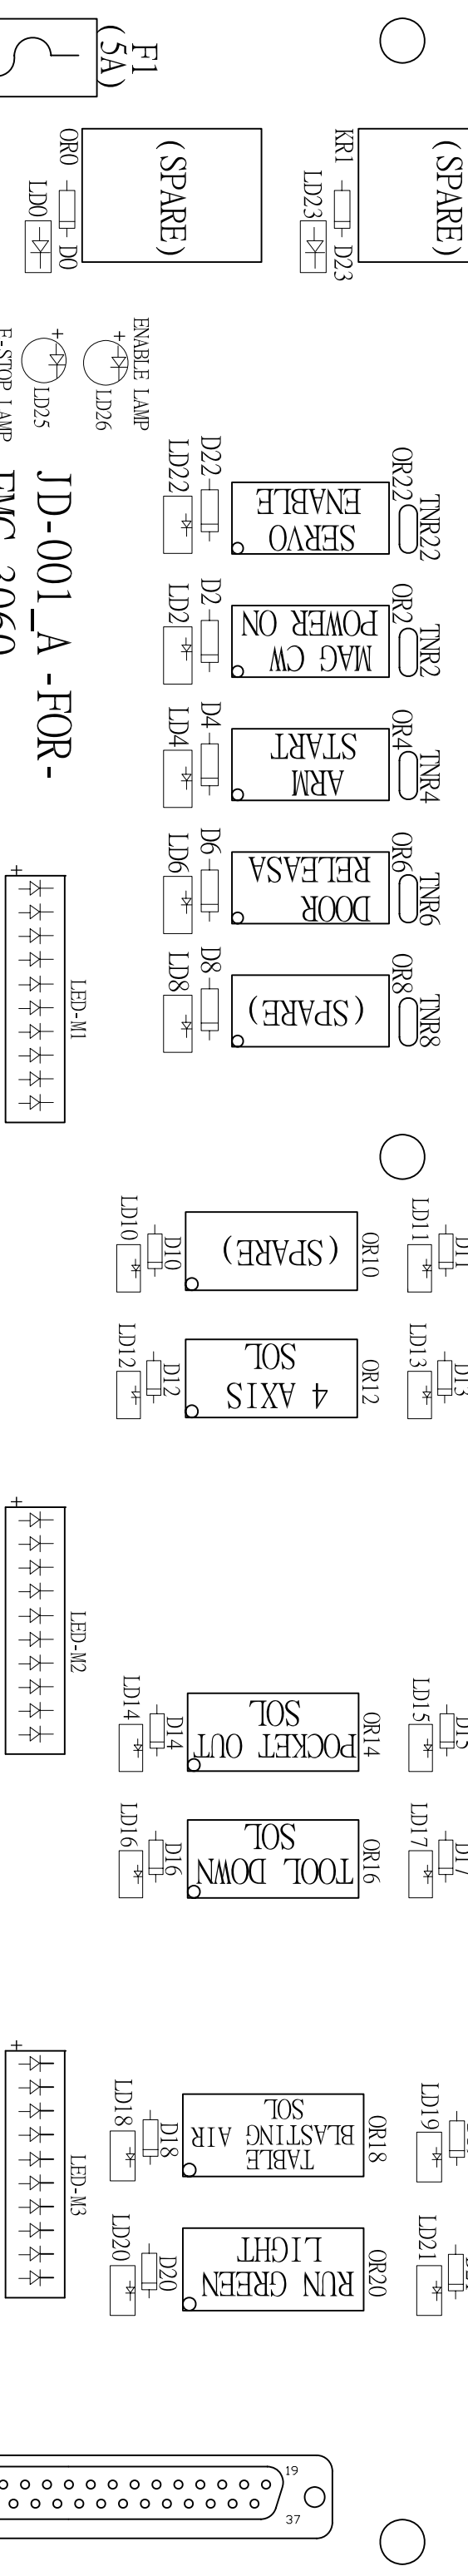 F1
(5A)
OR0
(SPARE)
LD0
D0
KR1
(SPARE)
LD23
D23
ENABLE LAMP
+
LD26
+
LD25
E-STOP LAMP
JD-001_A -FOR-
EMC 2060
TNR22
OR22
SERVO
ENABLE
D22
LD22
TNR2
OR2
MAG CW
POWER ON
D2
LD2
TNR4
OR4
ARM
START
D4
LD4
TNR6
OR6
DOOR
RELEASA
D6
LD6
TNR8
OR8
(SPARE)
D8
LD8
+
LED-M1
OR10
(SPARE)
D10
LD10
LD11
D11
OR12
4 AXIS
SOL
D12
LD12
LD13
D13
+
LED-M2
OR14
POCKET OUT
SOL
D14
LD14
LD15
D15
OR16
TOOL DOWN
SOL
D16
LD16
LD17
D17
+
LED-M3
OR18
TABLE
BLASTING AIR
SOL
D18
LD18
LD19
OR20
RUN GREEN
LIGHT
D20
LD20
LD21
19
37